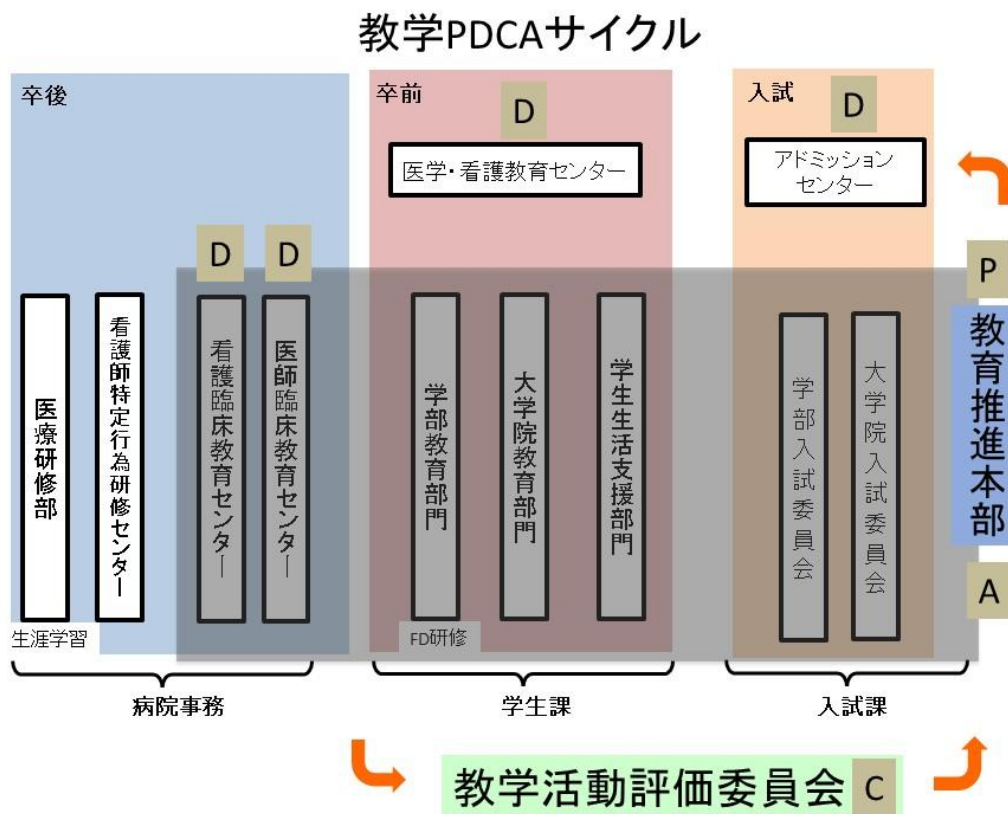 教学PDCAサイクル
卒後
卒前
入試
D
D
医学・看護教育センター
アドミッション
センター
D
D
P
医療研修部
看護師特定行為研修センター
看護臨床教育センター
医師臨床教育センター
学部教育部門
大学院教育部門
学生生活支援部門
学部入試委員会
大学院入試委員会
教育推進本部
A
生涯学習
FD研修
病院事務
学生課
入試課
教学活動評価委員会 C